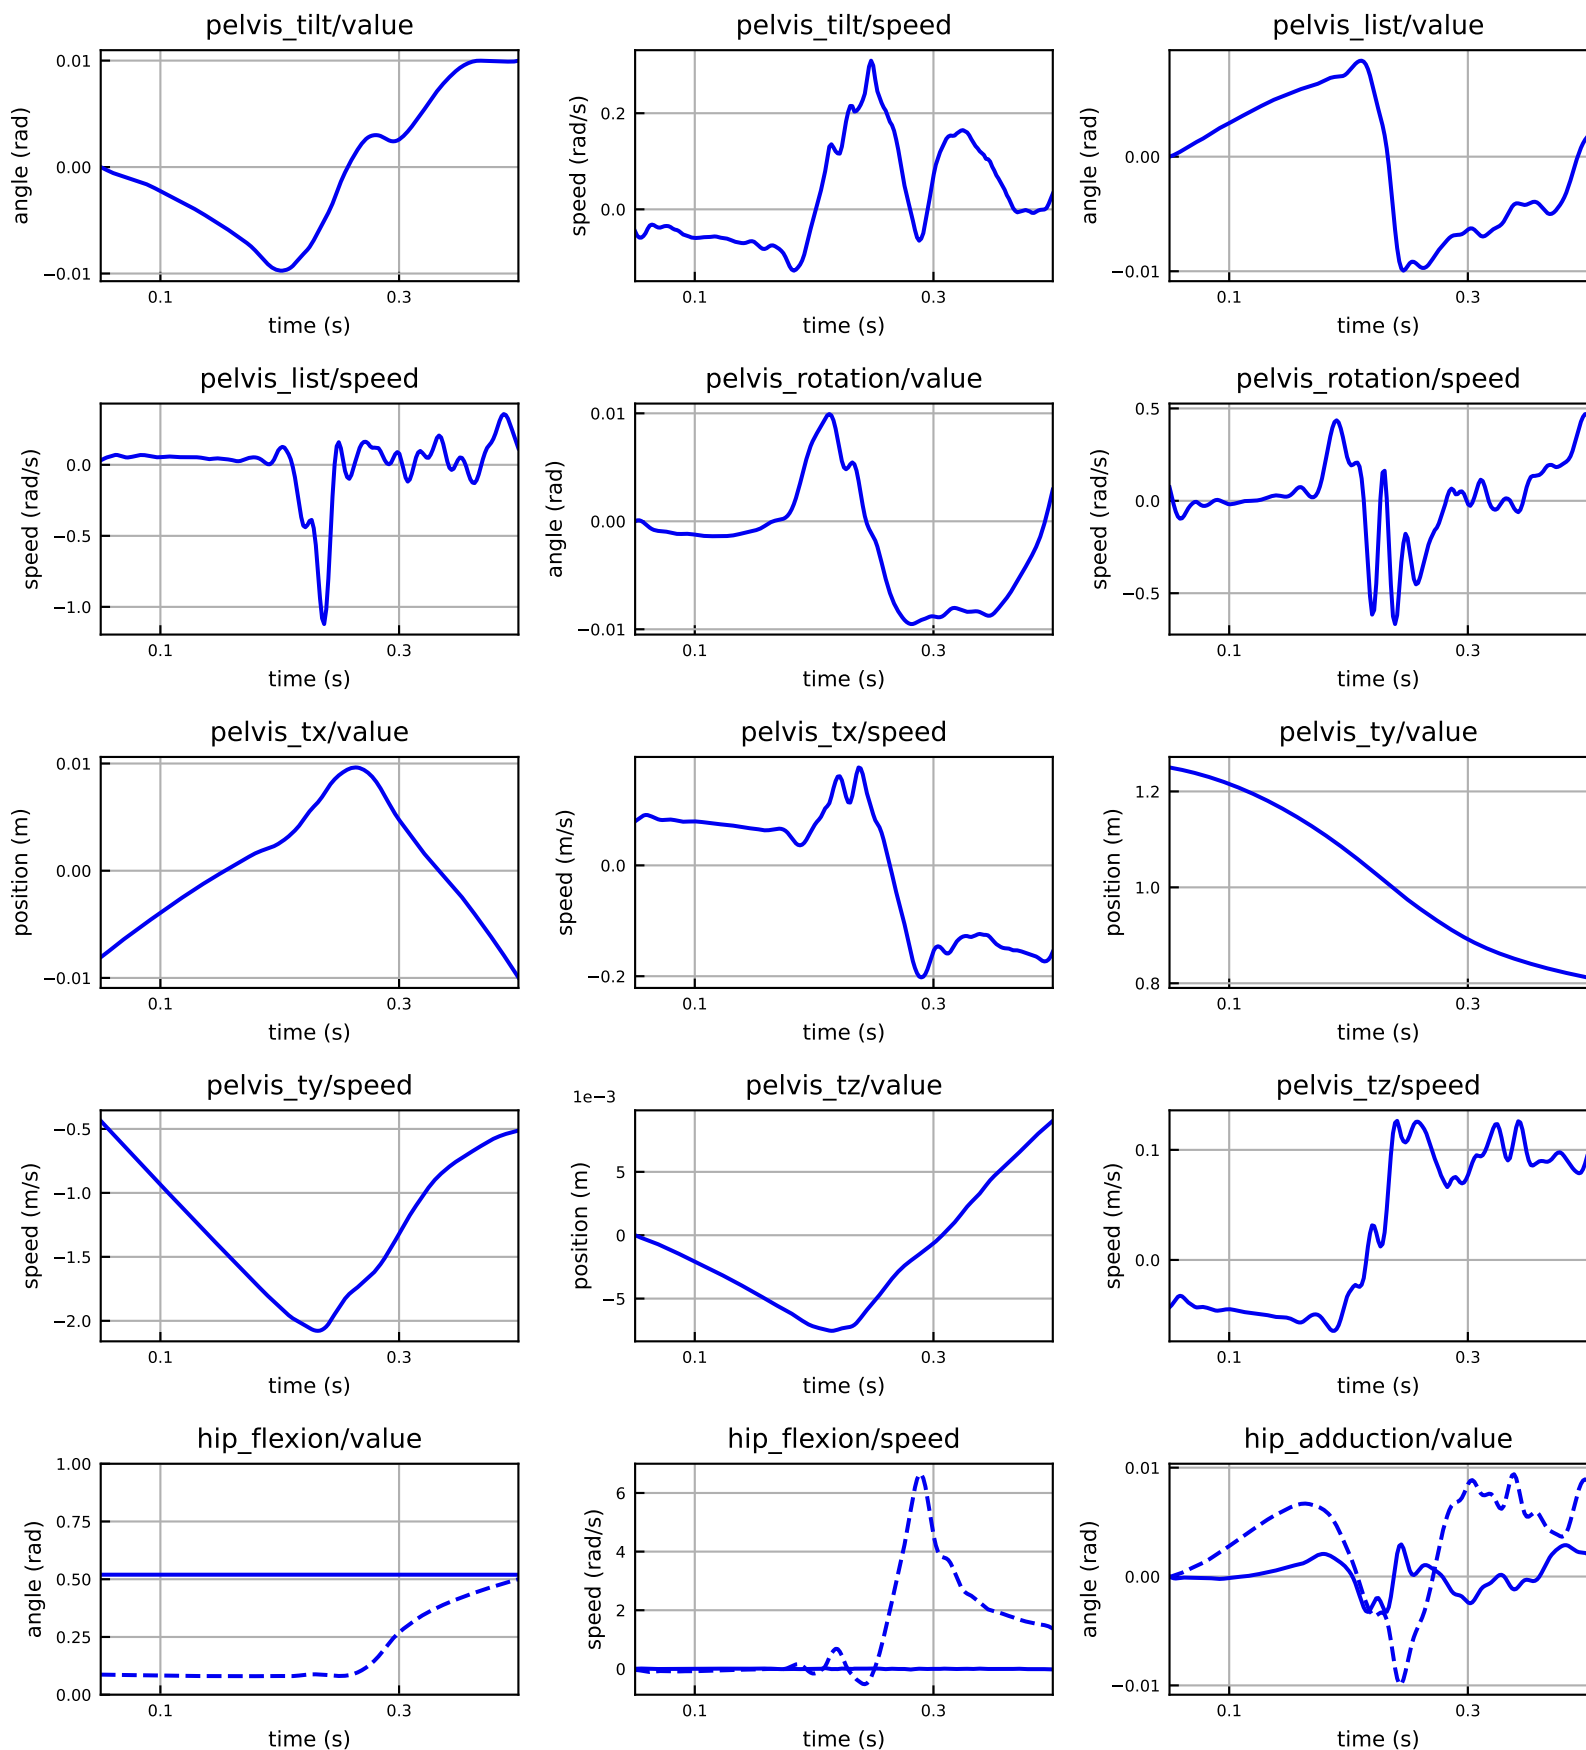 pelvis_tilt/value
angle (rad)
0.01
0.00
−0.01
0.1
0.3
time (s)
pelvis_tilt/speed
speed (rad/s)
0.2
0.0
0.1
0.3
time (s)
pelvis_list/value
angle (rad)
0.00
−0.01
0.1
0.3
time (s)
pelvis_list/speed
speed (rad/s)
0.0
−0.5
−1.0
0.1
0.3
time (s)
pelvis_rotation/value
angle (rad)
0.01
0.00
−0.01
0.1
0.3
time (s)
pelvis_rotation/speed
speed (rad/s)
0.5
0.0
−0.5
0.1
0.3
time (s)
pelvis_tx/value
position (m)
0.01
0.00
−0.01
0.1
0.3
time (s)
pelvis_tx/speed
speed (m/s)
0.0
−0.2
0.1
0.3
time (s)
pelvis_ty/value
position (m)
1.2
1.0
0.8
0.1
0.3
time (s)
pelvis_ty/speed
speed (m/s)
−0.5
−1.0
−1.5
−2.0
0.1
0.3
time (s)
pelvis_tz/value
1e−3
position (m)
5
0
−5
0.1
0.3
time (s)
pelvis_tz/speed
speed (m/s)
0.1
0.0
0.1
0.3
time (s)
hip_flexion/value
angle (rad)
1.00
0.75
0.50
0.25
0.00
0.1
0.3
time (s)
hip_flexion/speed
speed (rad/s)
6
4
2
0
0.1
0.3
time (s)
hip_adduction/value
angle (rad)
0.01
0.00
−0.01
0.1
0.3
time (s)